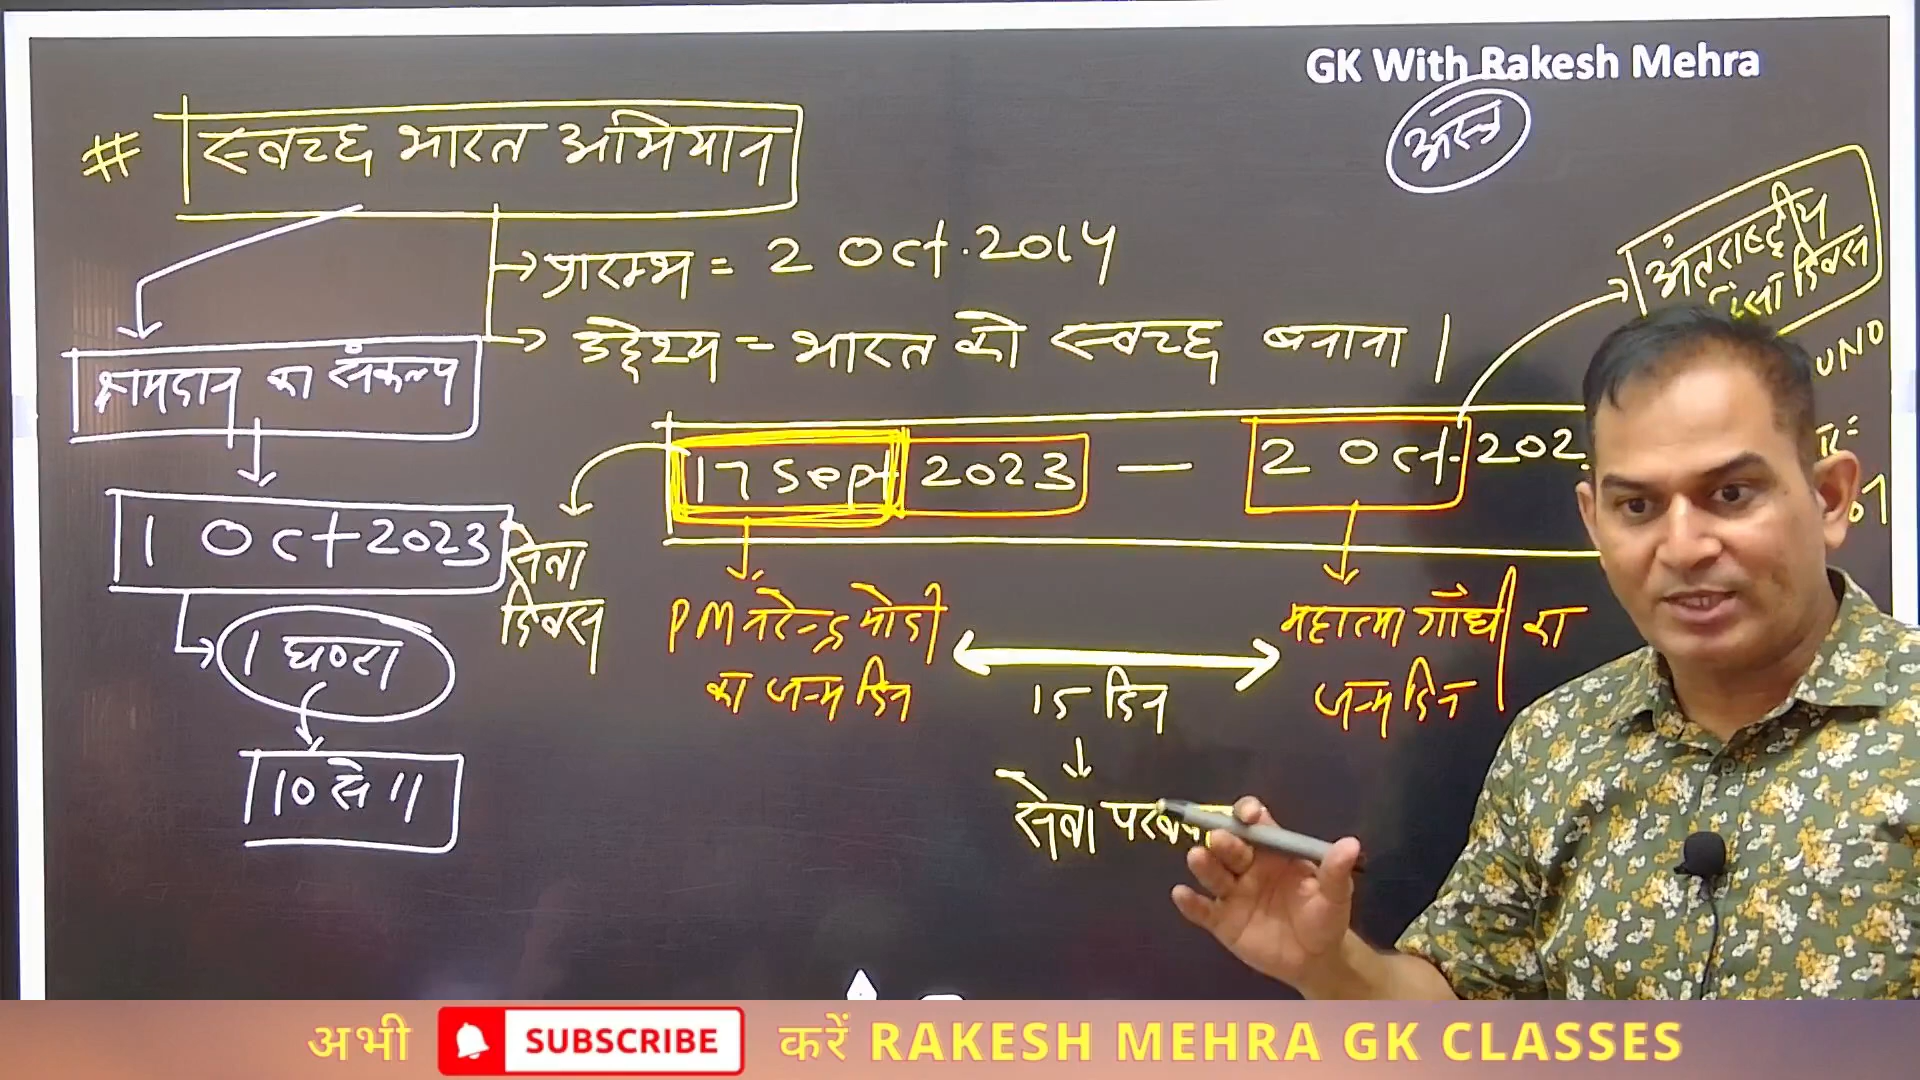 GK With Rakesh Mehra
अस्त्र
# स्वच्छ भारत अभियान
→ प्रारम्भ = 2 Oct. 2014
→ उद्देश्य = भारत को स्वच्छ बनाना |
अंतराष्ट्रीय
दिवस
UNO
श्रमदान का संकल्प
17 Sept 2023 — 2 Oct. 202
1 Oct 2023
सेवा
दिवस
PM नरेन्द्र मोदी
का जन्म दिन
महात्मा गाँधी का
जन्म दिन
1 घण्टा
15 दिन
10 से 11
सेवा
अभी SUBSCRIBE करें RAKESH MEHRA GK CLASSES